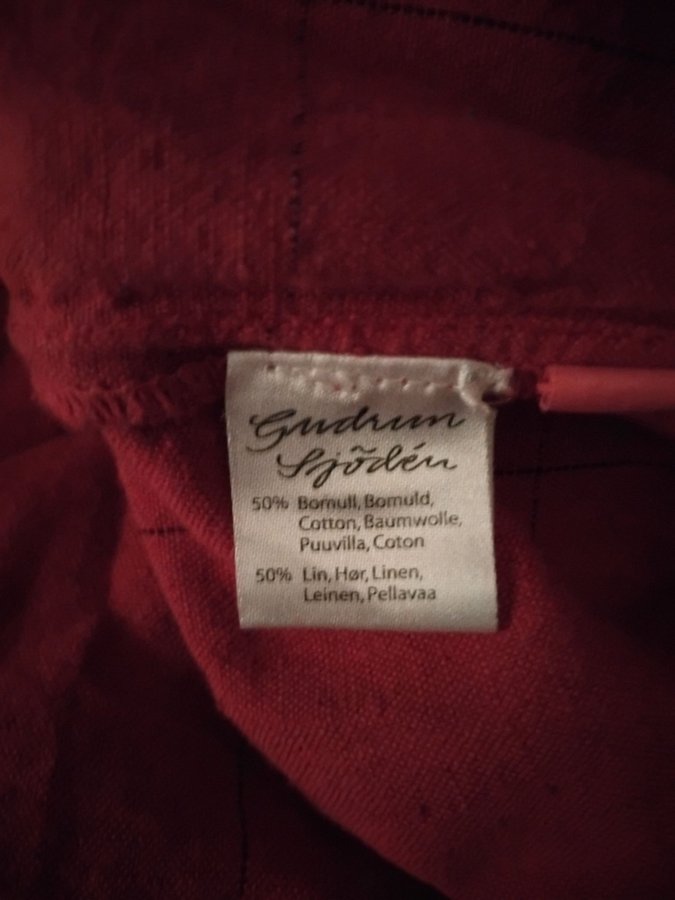 Gudrun
Sjödén
50% Bomull, Bomuld,
Cotton, Baumwolle,
Puuvilla, Coton
50% Lin, Hør, Linen,
Leinen, Pellavaa